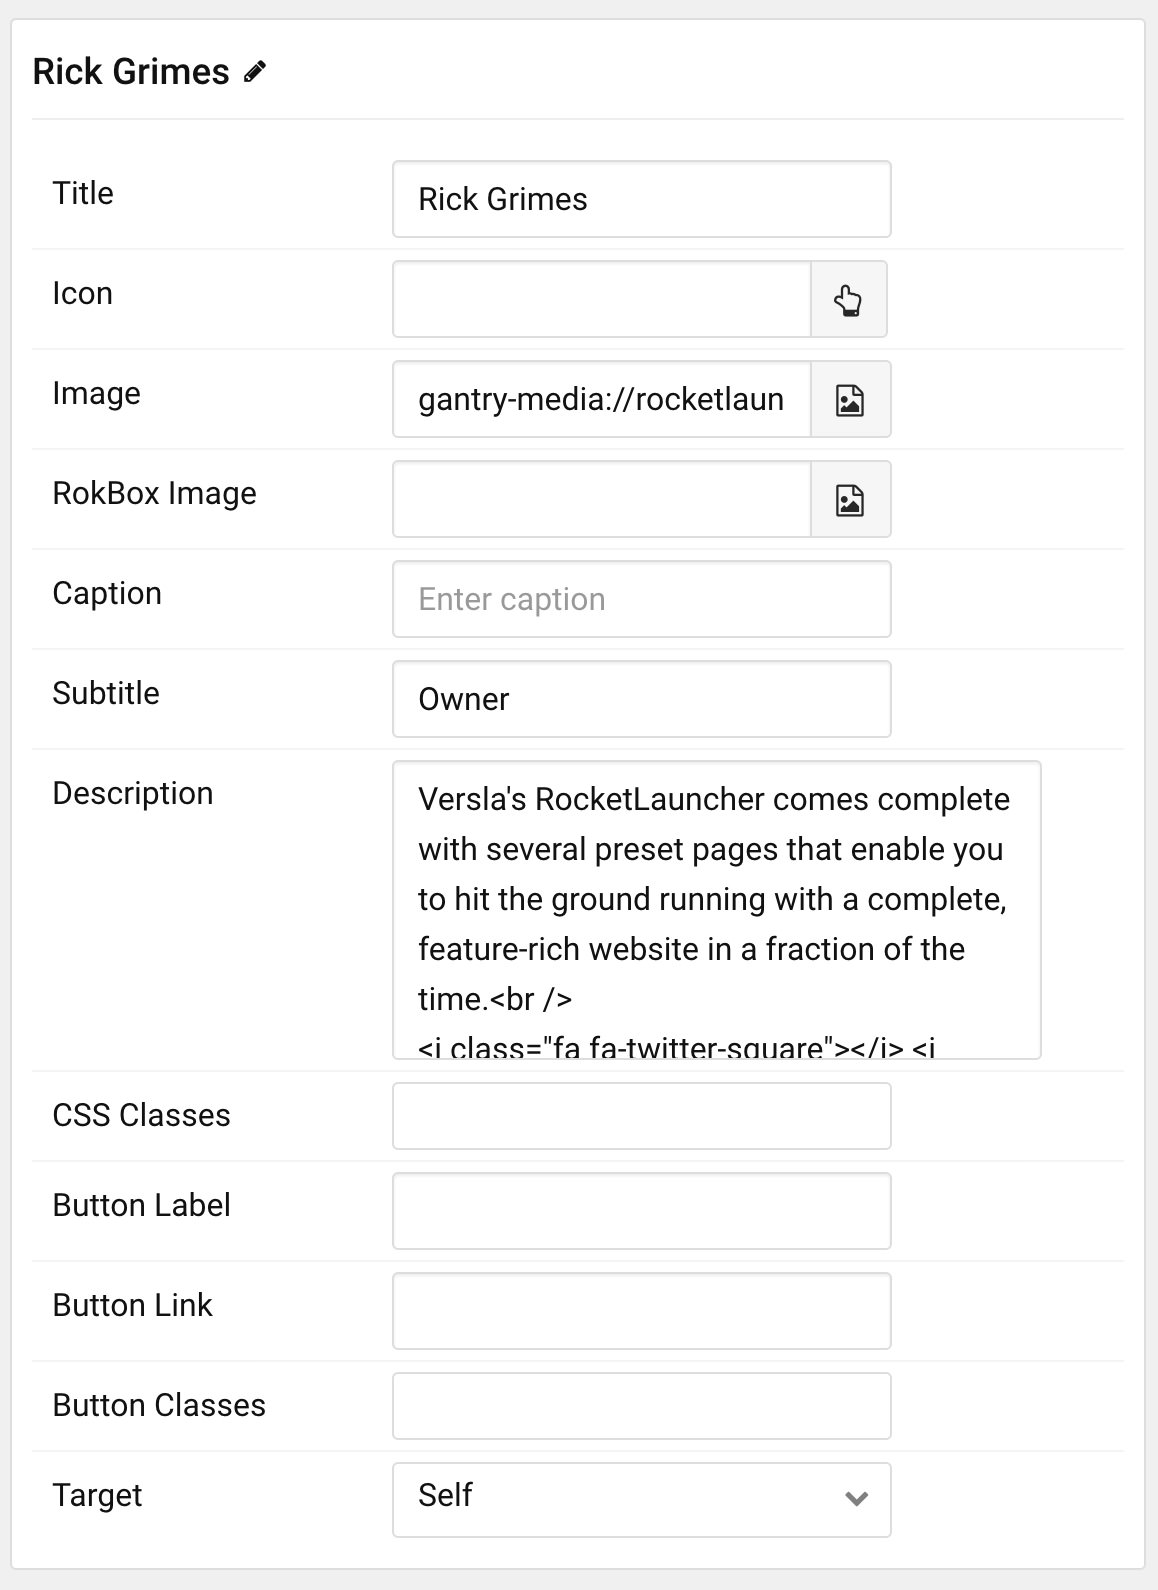 Rick Grimes
Title
Rick Grimes
Icon
Image
gantry-media://rocketlaun
RokBox Image
Caption
Enter caption
Subtitle
Owner
Description
Versla's RocketLauncher comes complete
with several preset pages that enable you
to hit the ground running with a complete,
feature-rich website in a fraction of the
time.<br />
<i class="fa fa-twitter-square"></i> <i
CSS Classes
Button Label
Button Link
Button Classes
Target
Self